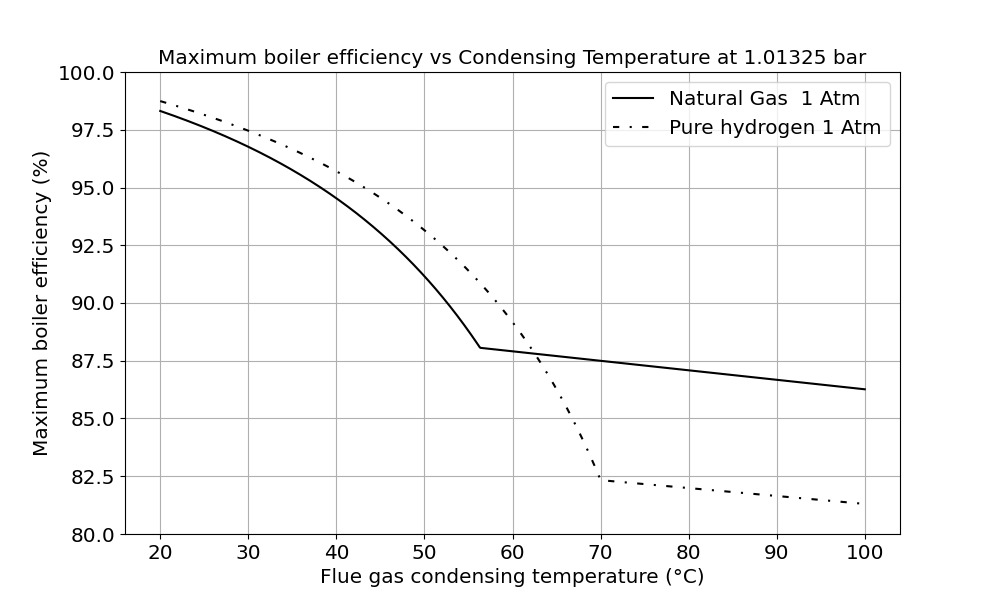 Maximum boiler efficiency vs Condensing Temperature at 1.01325 bar
Maximum boiler efficiency (%)
100.0
97.5
95.0
92.5
90.0
87.5
85.0
82.5
80.0
Natural Gas  1 Atm
Pure hydrogen 1 Atm
20 30 40 50 60 70 80 90 100
Flue gas condensing temperature (°C)